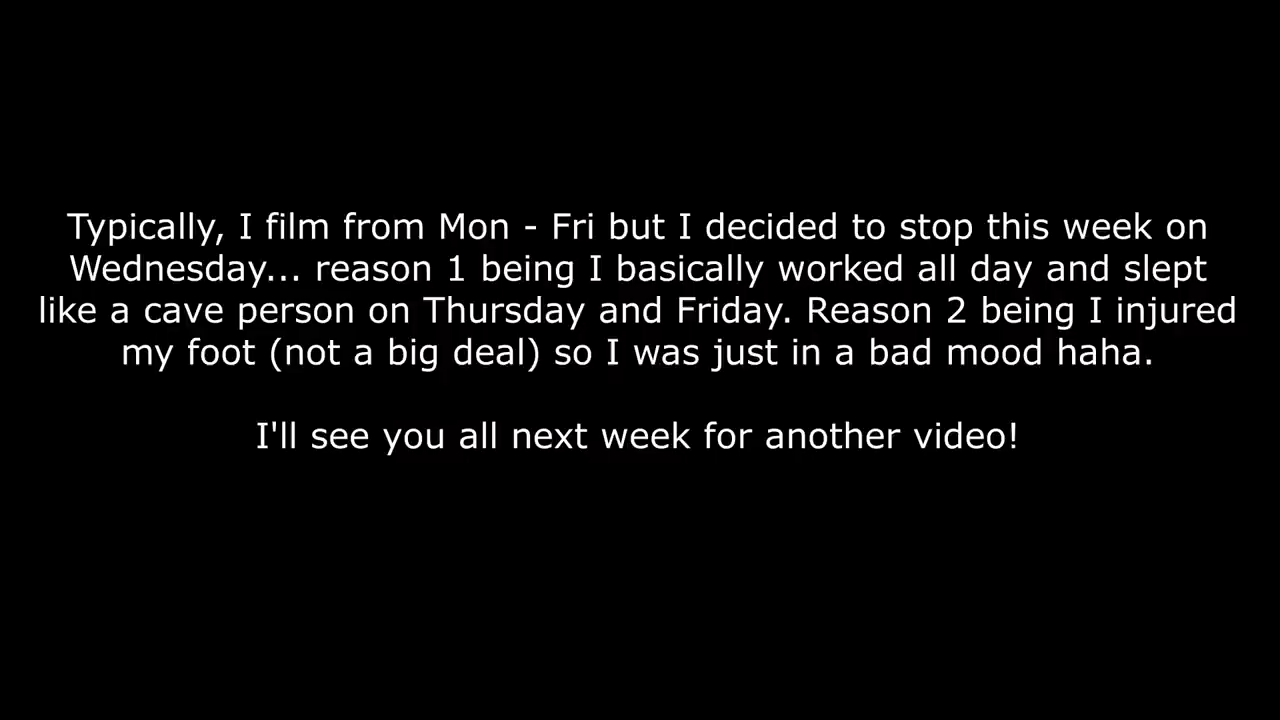 Typically, I film from Mon - Fri but I decided to stop this week on
Wednesday... reason 1 being I basically worked all day and slept
like a cave person on Thursday and Friday. Reason 2 being I injured
my foot (not a big deal) so I was just in a bad mood haha.
I'll see you all next week for another video!